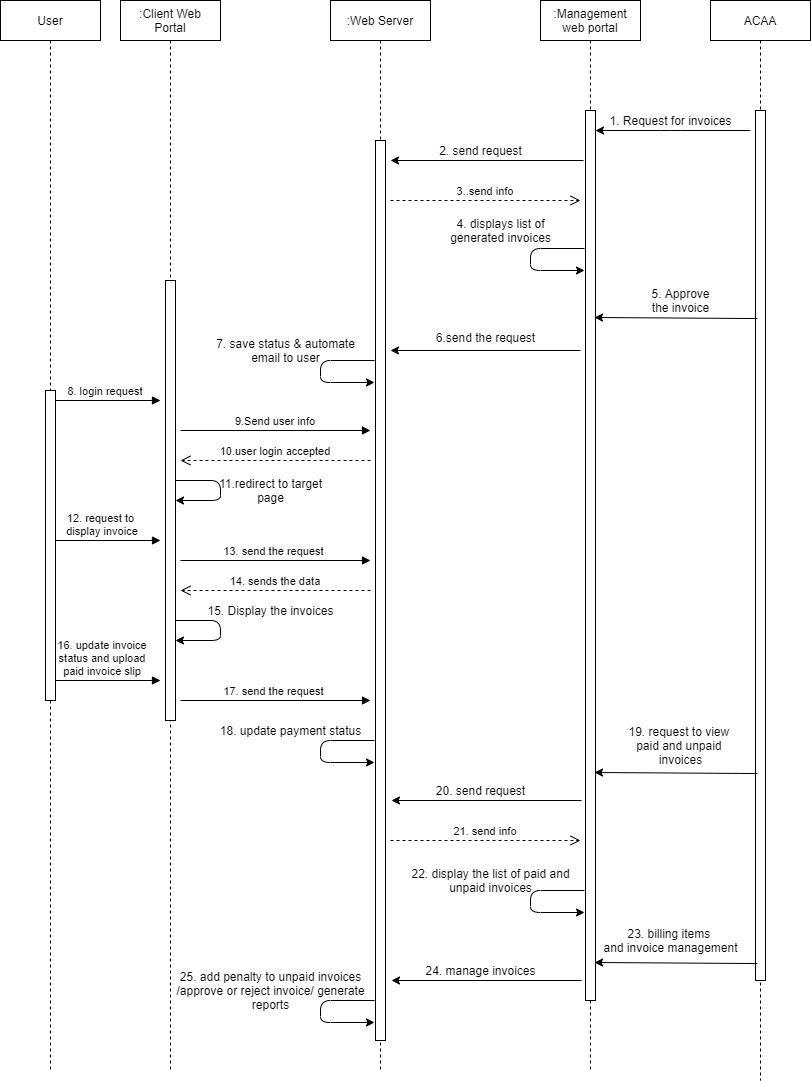 User
:Client Web
Portal
:Web Server
:Management
web portal
ACAA
1. Request for invoices
2. send request
3..send info
4. displays list of
generated invoices
5. Approve
the invoice
6.send the request
7. save status & automate
email to user
8. login request
9.Send user info
10.user login accepted
11.redirect to target
page
12. request to
display invoice
13. send the request
14. sends the data
15. Display the invoices
16. update invoice
status and upload
paid invoice slip
17. send the request
18. update payment status
19. request to view
paid and unpaid
invoices
20. send request
21. send info
22. display the list of paid and
unpaid invoices
23. billing items
and invoice management
24. manage invoices
25. add penalty to unpaid invoices
/approve or reject invoice/ generate
reports